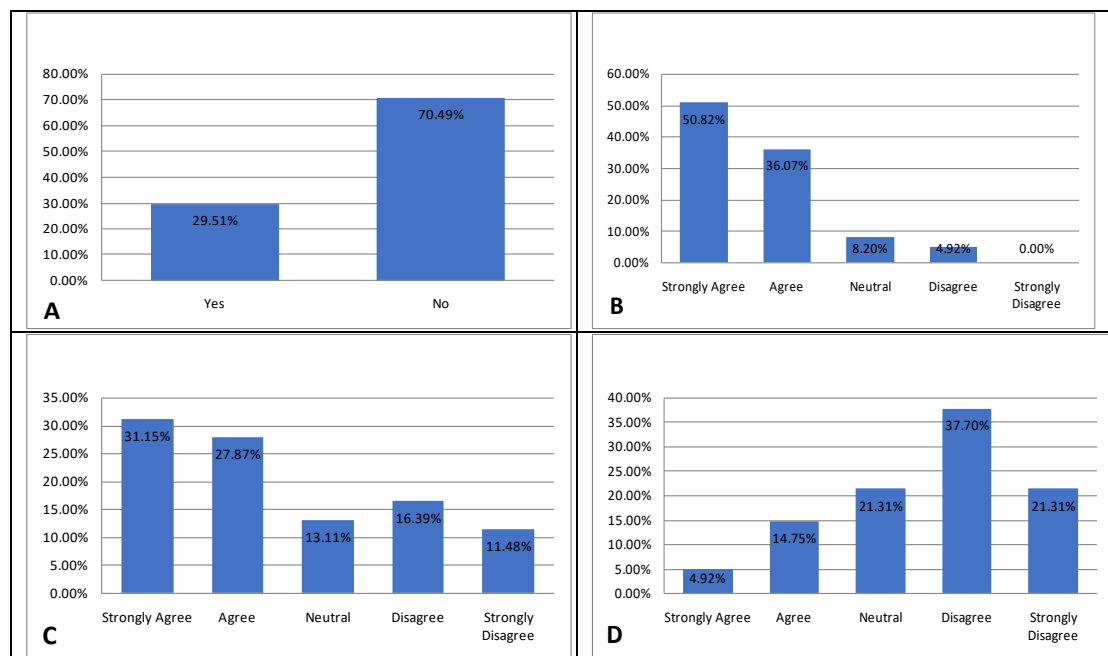 80.00%
70.00%
60.00%
50.00%
40.00%
30.00%
20.00%
10.00%
0.00%
29.51%
70.49%
Yes
No
A
60.00%
50.00%
40.00%
30.00%
20.00%
10.00%
0.00%
50.82%
36.07%
8.20%
4.92%
0.00%
Strongly Agree
Agree
Neutral
Disagree
Strongly
Disagree
B
35.00%
30.00%
25.00%
20.00%
15.00%
10.00%
5.00%
0.00%
31.15%
27.87%
13.11%
16.39%
11.48%
Strongly Agree
Agree
Neutral
Disagree
Strongly
Disagree
C
40.00%
35.00%
30.00%
25.00%
20.00%
15.00%
10.00%
5.00%
0.00%
4.92%
14.75%
21.31%
37.70%
21.31%
Strongly Agree
Agree
Neutral
Disagree
Strongly
Disagree
D